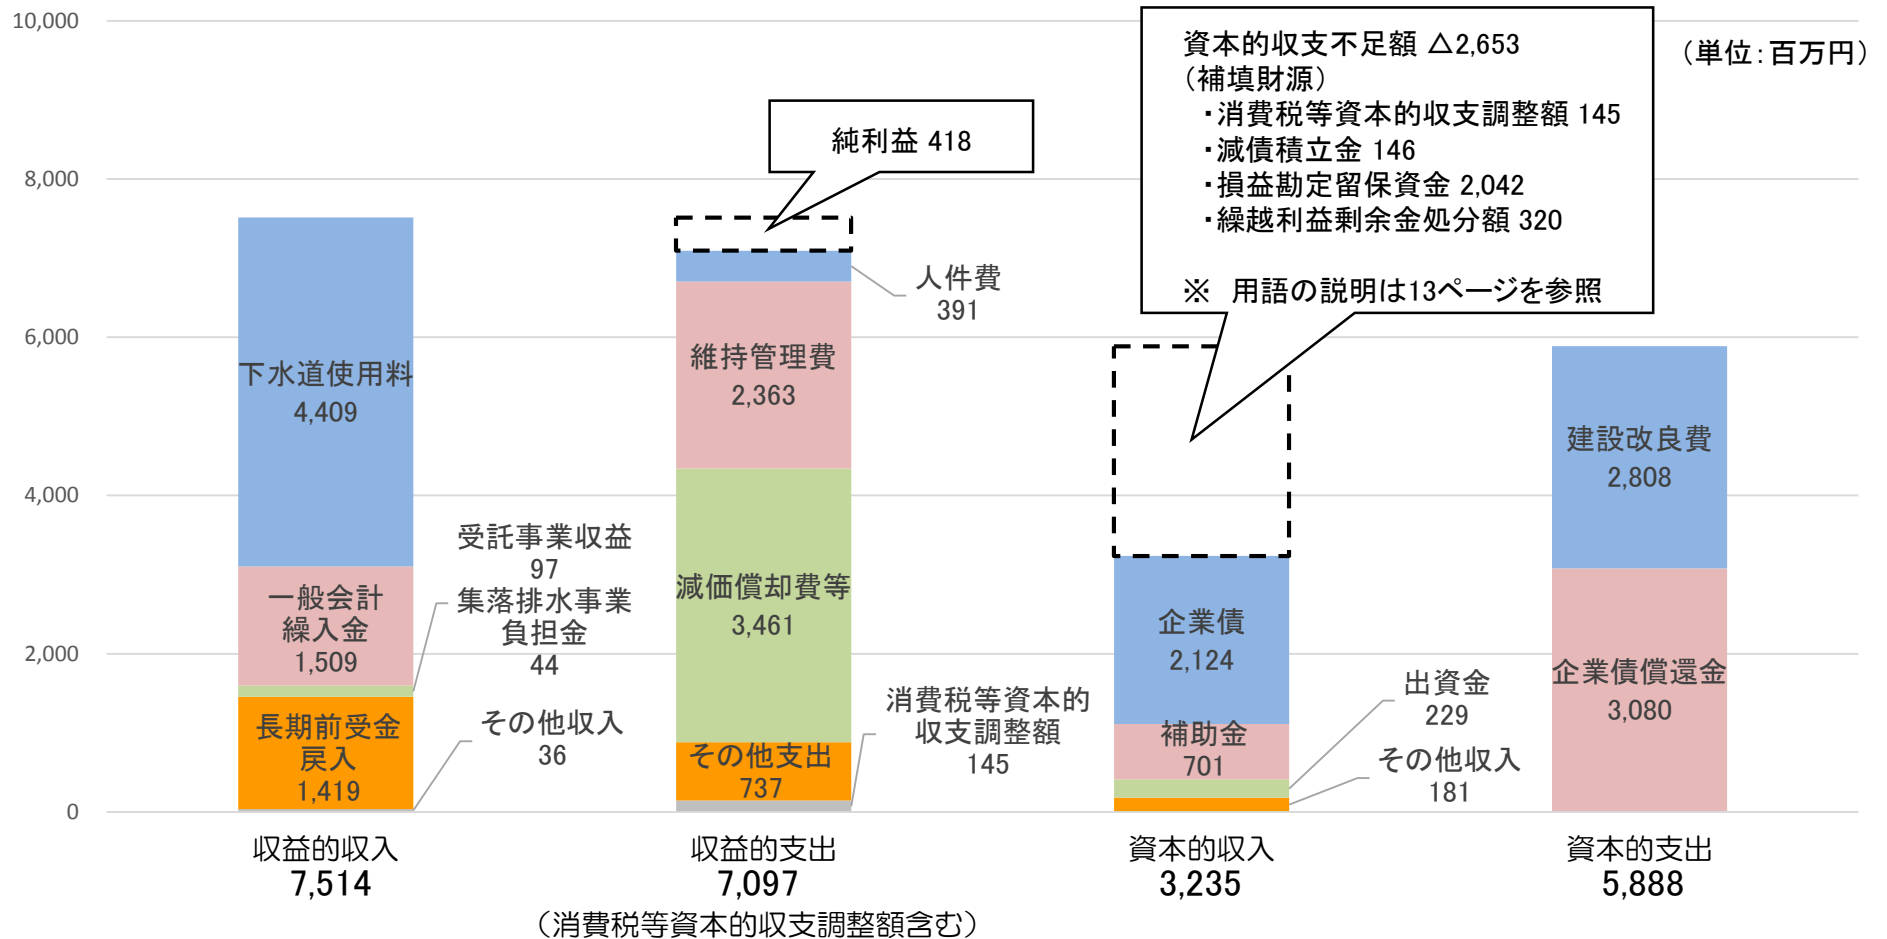 10,000
8,000
6,000
4,000
2,000
0
（単位：百万円）
資本的収支不足額 △2,653
（補填財源）
・消費税等資本的収支調整額 145
・減債積立金 146
・損益勘定留保資金 2,042
・繰越利益剰余金処分額 320
※　用語の説明は13ページを参照
純利益 418
下水道使用料
4,409
一般会計
繰入金
1,509
受託事業収益
97
集落排水事業
負担金
44
長期前受金
戻入
1,419
その他収入
36
人件費
391
維持管理費
2,363
減価償却費等
3,461
その他支出
737
消費税等資本的
収支調整額
145
企業債
2,124
補助金
701
出資金
229
その他収入
181
建設改良費
2,808
企業債償還金
3,080
収益的収入
7,514
収益的支出
7,097
（消費税等資本的収支調整額含む）
資本的収入
3,235
資本的支出
5,888